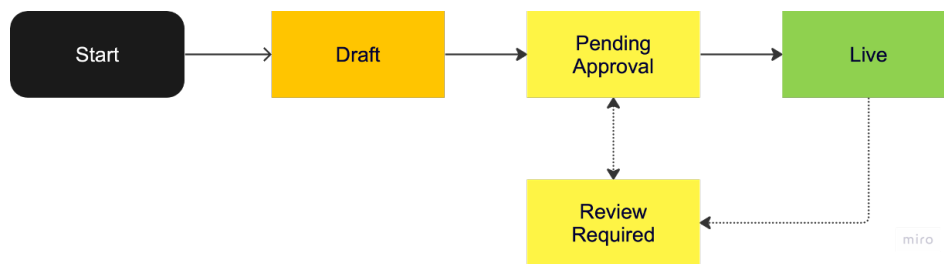 Start
Draft
Pending
Approval
Live
Review
Required
miro